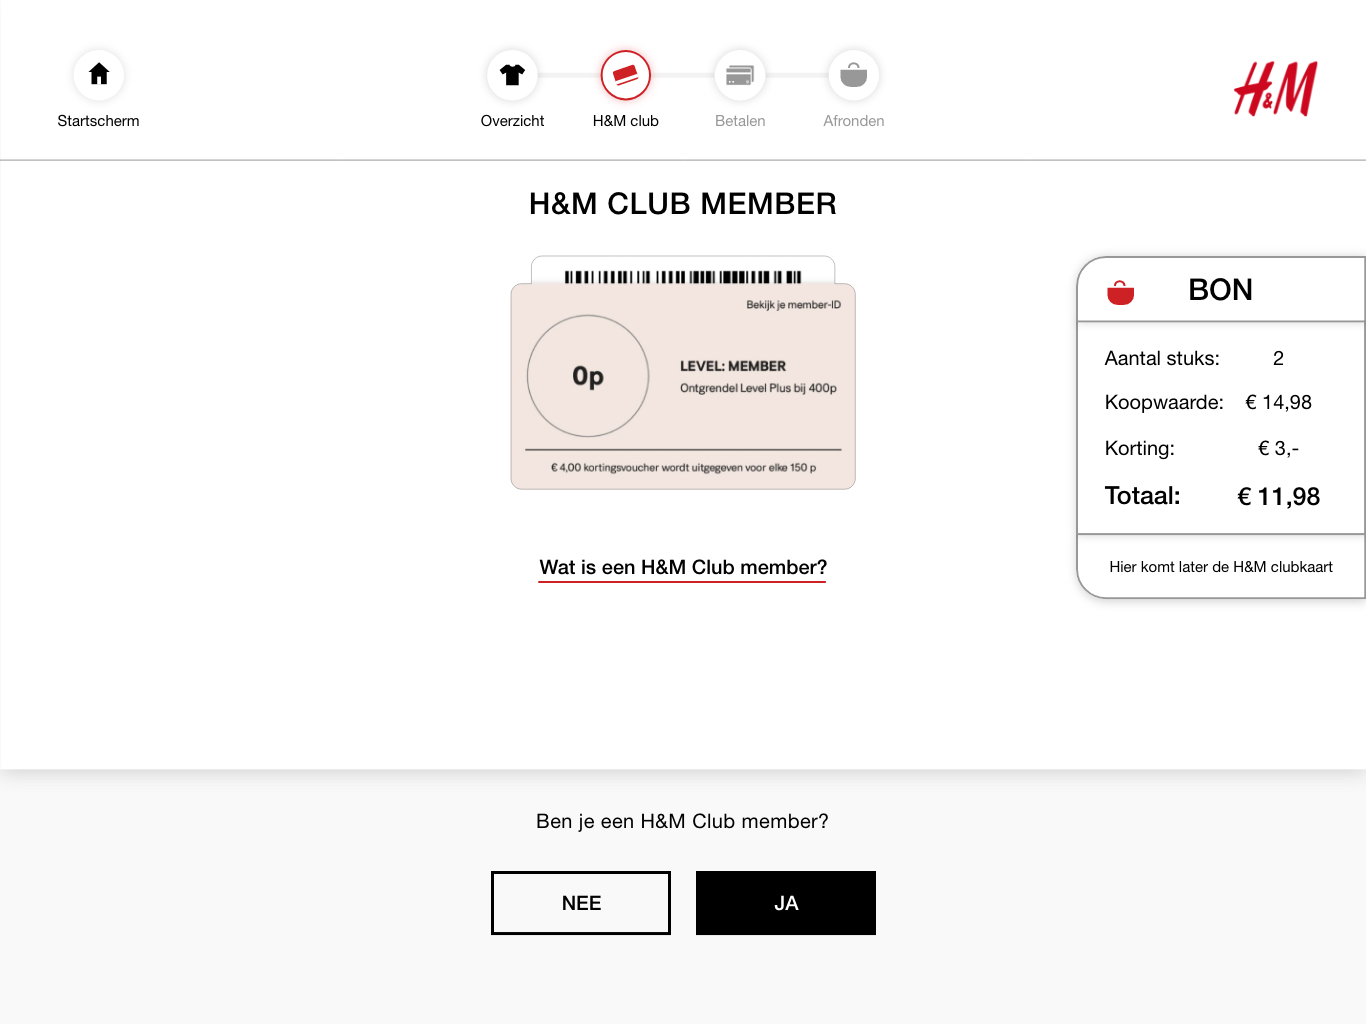 Startscherm
Overzicht
H&M club
Betalen
Afronden
H&M
H&M CLUB MEMBER
Bekijk je member-ID
0p
LEVEL: MEMBER
Ontgrendel Level Plus bij 400p
€ 4,00 kortingsvoucher wordt uitgegeven voor elke 150 p
Wat is een H&M Club member?
BON
Aantal stuks: 2
Koopwaarde: € 14,98
Korting: € 3,-
Totaal: € 11,98
Hier komt later de H&M clubkaart
Ben je een H&M Club member?
NEE
JA